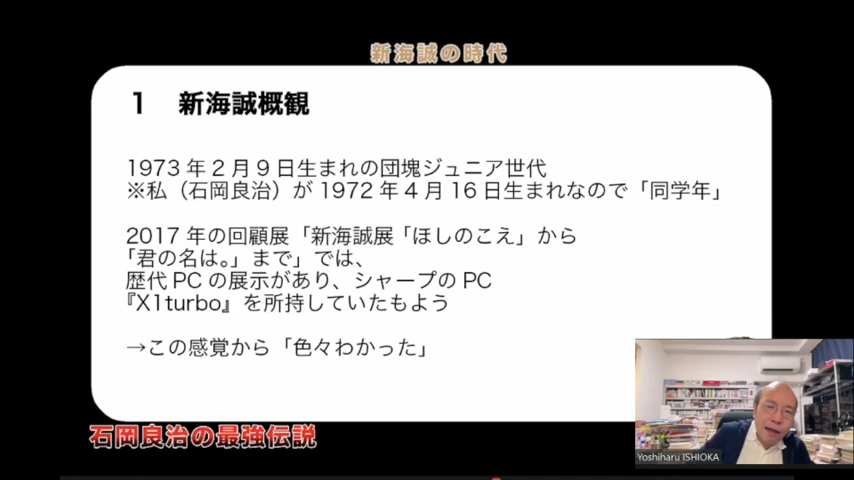 新海誠の時代
1 新海誠概観
1973年2月9日生まれの団塊ジュニア世代
※私（石岡良治）が1972年4月16日生まれなので「同学年」
2017年の回顧展「新海誠展「ほしのこえ」から
「君の名は。」まで」では、
歴代PCの展示があり、シャープのPC
『X1turbo』を所持していたもよう
→この感覚から「色々わかった」
石岡良治の最強伝説
Yoshiharu ISHIOKA